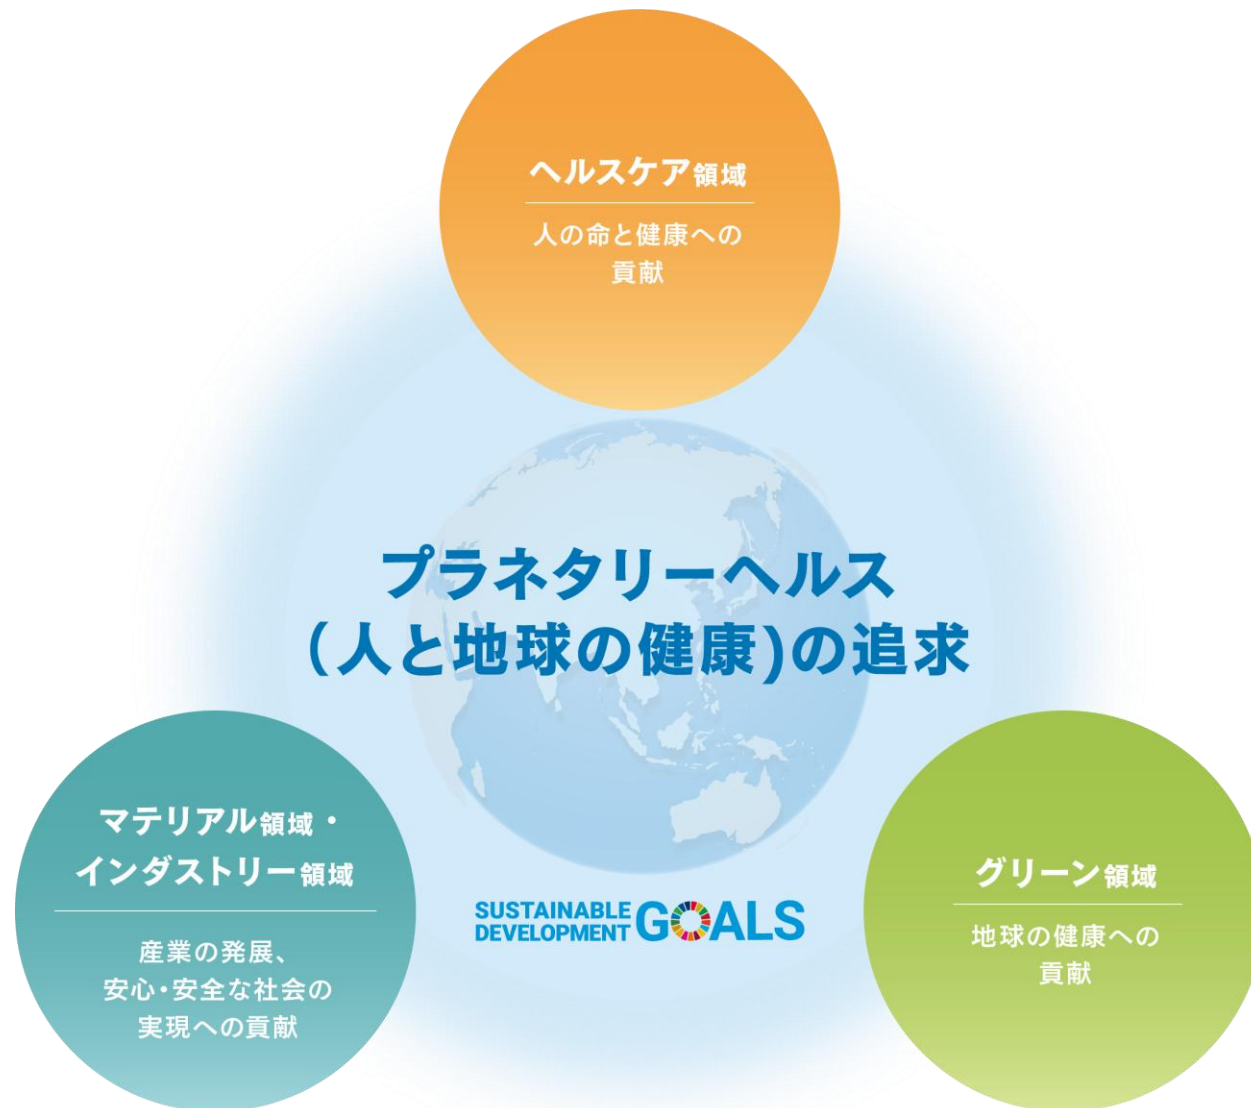 ヘルスケア領域
人の命と健康への
貢献
プラネタリーヘルス
（人と地球の健康)の追求
マテリアル領域・
インダストリー領域
産業の発展、
安心・安全な社会の
実現への貢献
SUSTAINABLE
DEVELOPMENT GOALS
グリーン領域
地球の健康への
貢献